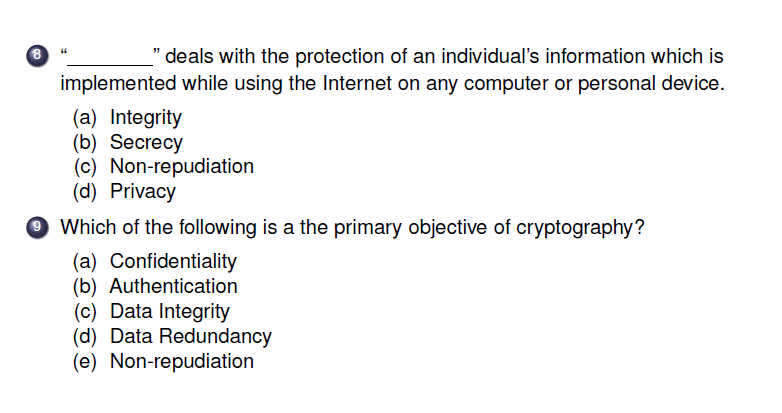 8 “_________” deals with the protection of an individual’s information which is
implemented while using the Internet on any computer or personal device.
(a) Integrity
(b) Secrecy
(c) Non-repudiation
(d) Privacy
9 Which of the following is a the primary objective of cryptography?
(a) Confidentiality
(b) Authentication
(c) Data Integrity
(d) Data Redundancy
(e) Non-repudiation